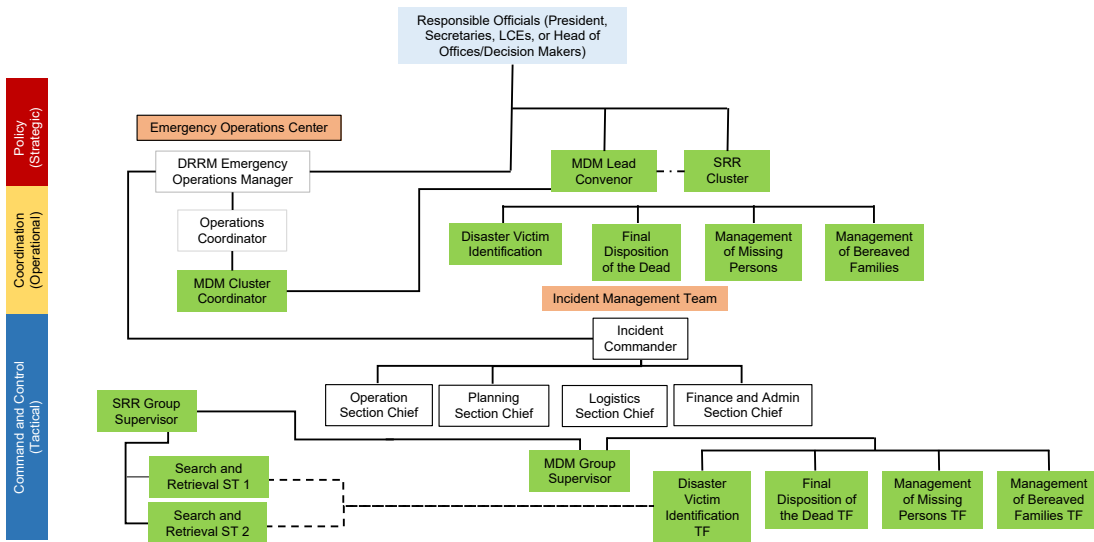 Responsible Officials (President,
Secretaries, LCEs, or Head of
Offices/Decision Makers)
Policy
(Strategic)
Emergency Operations Center
DRRM Emergency
Operations Manager
MDM Lead
Convenor
SRR
Cluster
Coordination
(Operational)
Operations
Coordinator
Disaster Victim
Identification
Final
Disposition
of the Dead
Management
of Missing
Persons
Management
of Bereaved
Families
MDM Cluster
Coordinator
Incident Management Team
Command and Control
(Tactical)
Incident
Commander
Operation
Section Chief
Planning
Section Chief
Logistics
Section Chief
Finance and Admin
Section Chief
SRR Group
Supervisor
MDM Group
Supervisor
Search and
Retrieval ST 1
Search and
Retrieval ST 2
Disaster
Victim
Identification
TF
Final
Disposition of
the Dead TF
Management
of Missing
Persons TF
Management
of Bereaved
Families TF